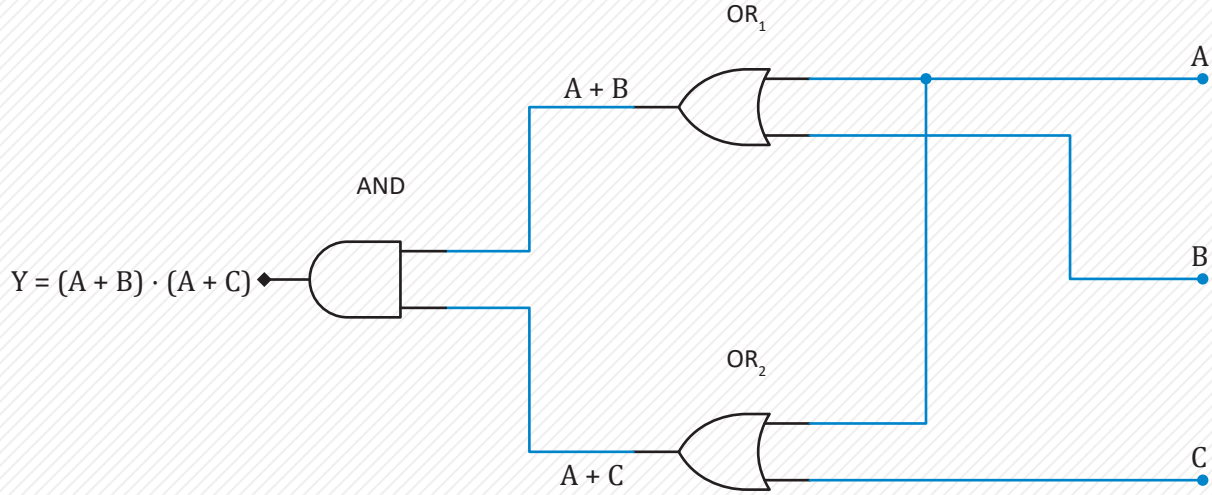 OR₁
A
A + B
AND
B
Y = (A + B) · (A + C)
OR₂
C
A + C